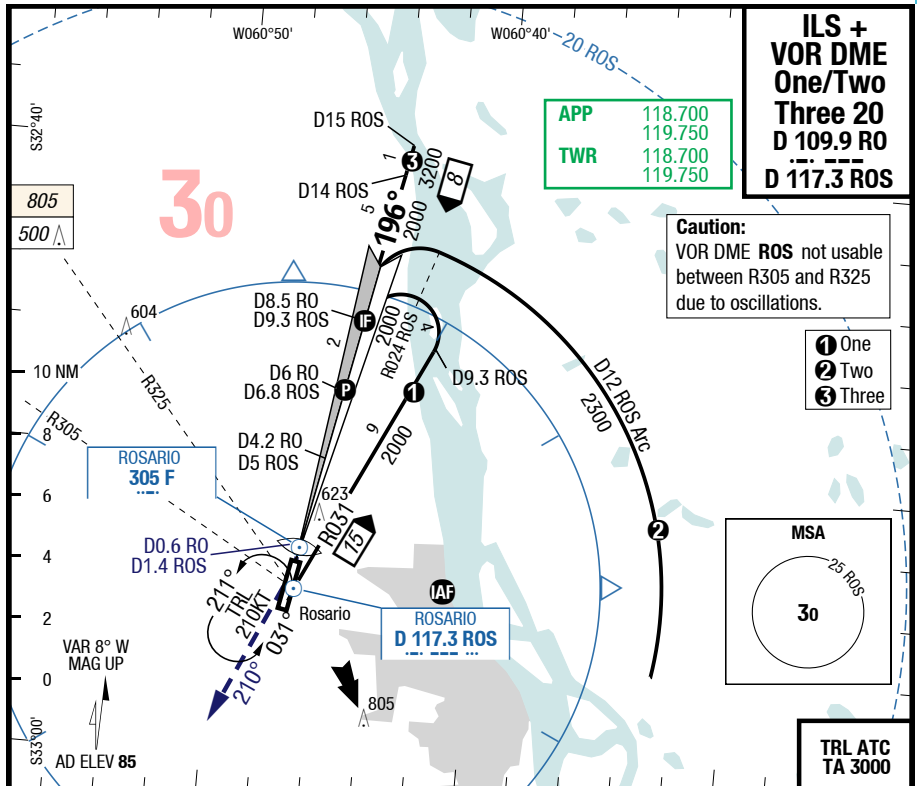 W060°50'
W060°40'
20 ROS
ILS +
VOR DME
One/Two
Three 20
D 109.9 RO
D 117.3 ROS
S32°40'
APP 118.700
119.750
TWR 118.700
119.750
D15 ROS
3
1
3200
8
D14 ROS
5
196°
2000
30
805
500
Caution:
VOR DME ROS not usable
between R305 and R325
due to oscillations.
1 One
2 Two
3 Three
604
D8.5 RO
D9.3 ROS
IF
2
2000
R024 ROS
4
D9.3 ROS
D12 ROS Arc
2300
10 NM
R325
D6 RO
D6.8 ROS
P
1
R305
8
9
2000
D4.2 RO
D5 ROS
ROSARIO
305 F
6
623
R031
15
2
4
D0.6 RO
D1.4 ROS
MSA
25 ROS
30
211°
TRL
210KT
031°
Rosario
IAF
ROSARIO
D 117.3 ROS
2
210°
VAR 8° W
MAG UP
0
805
S33°00'
AD ELEV 85
TRL ATC
TA 3000